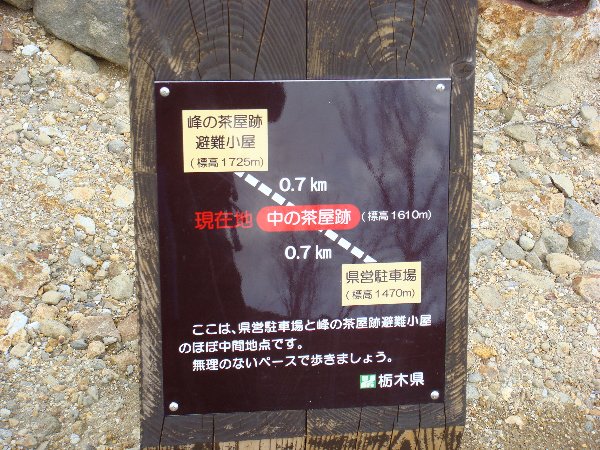 峰の茶屋跡
避難小屋
(標高1725m)
0.7 km
現在地 中の茶屋跡 (標高1610m)
0.7 km
県営駐車場
(標高1470m)
ここは、県営駐車場と峰の茶屋跡避難小屋
のほぼ中間地点です。
無理のないペースで歩きましょう。
栃木県